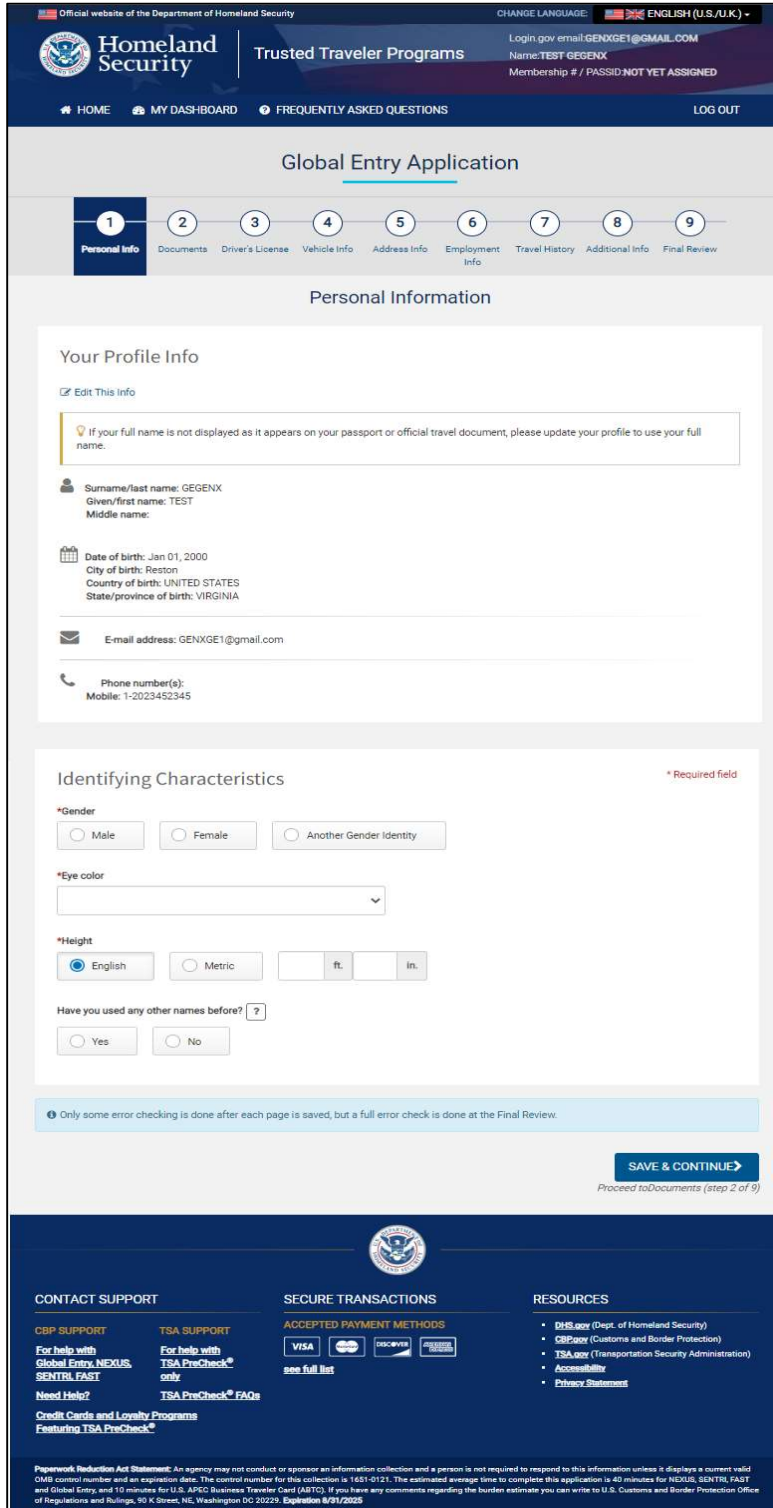 Official website of the Department of Homeland Security
CHANGE LANGUAGE: ENGLISH (U.S./U.K.)
Homeland
Security
Trusted Traveler Programs
Login.gov email:GENXGE1@GMAIL.COM
Name:TEST GEGENX
Membership # / PASSID:NOT YET ASSIGNED
HOME MY DASHBOARD FREQUENTLY ASKED QUESTIONS LOG OUT
Global Entry Application
1 2 3 4 5 6 7 8 9
Personal Info Documents Driver's License Vehicle Info Address Info Employment Info Travel History Additional Info Final Review
Personal Information
Your Profile Info
Edit This Info
If your full name is not displayed as it appears on your passport or official travel document, please update your profile to use your full
name.
Surname/last name: GEGENX
Given/first name: TEST
Middle name:
Date of birth: Jan 01, 2000
City of birth: Reston
Country of birth: UNITED STATES
State/province of birth: VIRGINIA
E-mail address: GENXGE1@gmail.com
Phone number(s):
Mobile: 1-2023452345
Identifying Characteristics
* Required field
*Gender
Male Female Another Gender Identity
*Eye color
*Height
English Metric ft. in.
Have you used any other names before? ?
Yes No
Only some error checking is done after each page is saved, but a full error check is done at the Final Review.
SAVE & CONTINUE
Proceed toDocuments (step 2 of 9)
CONTACT SUPPORT
CBP SUPPORT
For help with
Global Entry, NEXUS,
SENTRI, FAST
Need Help?
TSA SUPPORT
For help with
TSA PreCheck®
only
TSA PreCheck® FAQs
Credit Cards and Loyalty Programs
Featuring TSA PreCheck®
SECURE TRANSACTIONS
ACCEPTED PAYMENT METHODS
VISA MasterCard DISCOVER
see full list
RESOURCES
DHS.gov (Dept. of Homeland Security)
CBP.gov (Customs and Border Protection)
TSA.gov (Transportation Security Administration)
Accessibility
Privacy Statement
Paperwork Reduction Act Statement: An agency may not conduct or sponsor an information collection and a person is not required to respond to this information unless it displays a current valid
OMB control number and an expiration date. The control number for this collection is 1651-0121. The estimated average time to complete this application is 40 minutes for NEXUS, SENTRI, FAST
and Global Entry, and 10 minutes for U.S. APEC Business Traveler Card (ABTC). If you have any comments regarding the burden estimate you can write to U.S. Customs and Border Protection Office
of Regulations and Rulings, 90 K Street, NE, Washington DC 20229. Expiration 8/31/2025